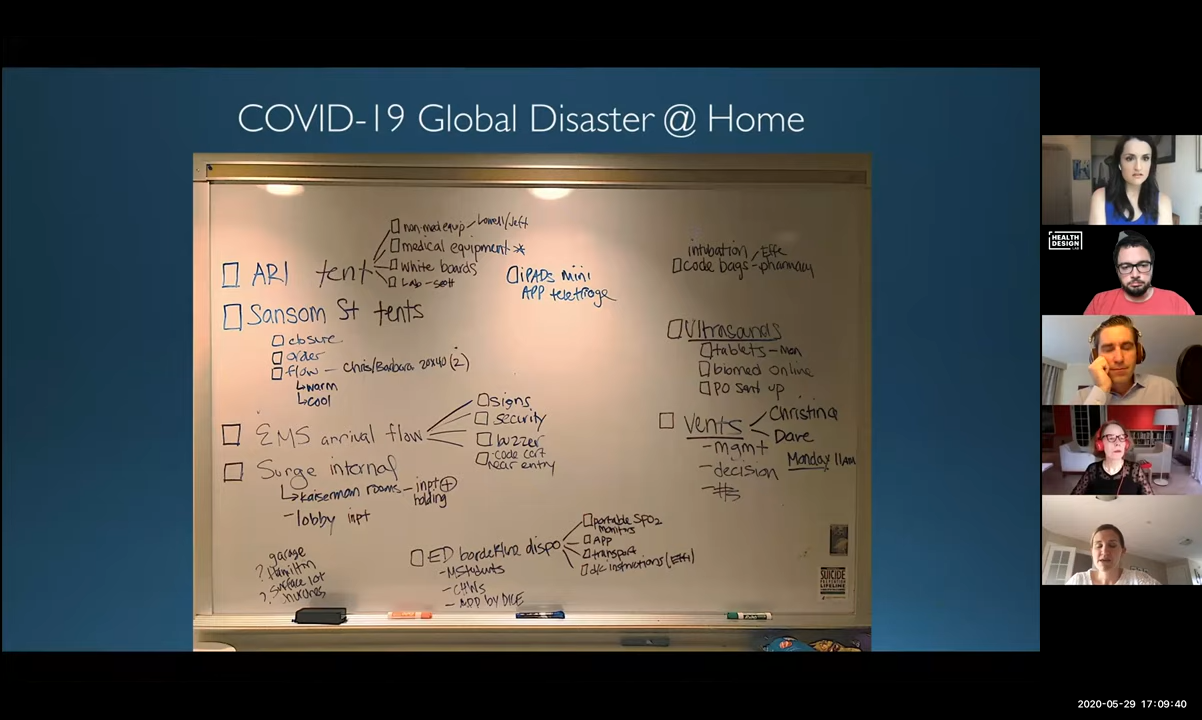 COVID-19 Global Disaster @ Home
non-med equip - Lowell/Jeff
medical equipment *
White boards
Lab - scott
ARI tent
iPADs mini
APP teletriage
Sansom St tents
obsure
order
flow - Chris/Barbara 20x40 (2)
warm
cool
EMS arrival flow
signs
security
buzzer
-code cart
near entry
Surge internal
Kaiserman rooms - inpt +
holding
- lobby inpt
garage
? Hamilton
? Surface lot
? 
ED borderline dispo
- MStudents
- CHWs
- APP by DICE
portable SPO2
monitors
APP
transport
d/c instructions (Effi)
intubation
code bags - Effe
pharmacy
Ultrasounds
tablets - mon
biomed online
PO sent up
Vents
Christina
Dave
- mgmt
- decision Monday 11am
- #s
SUICIDE
PREVENTION
LIFELINE
HEALTH
DESIGN
LAB
2020-05-29 17:09:40